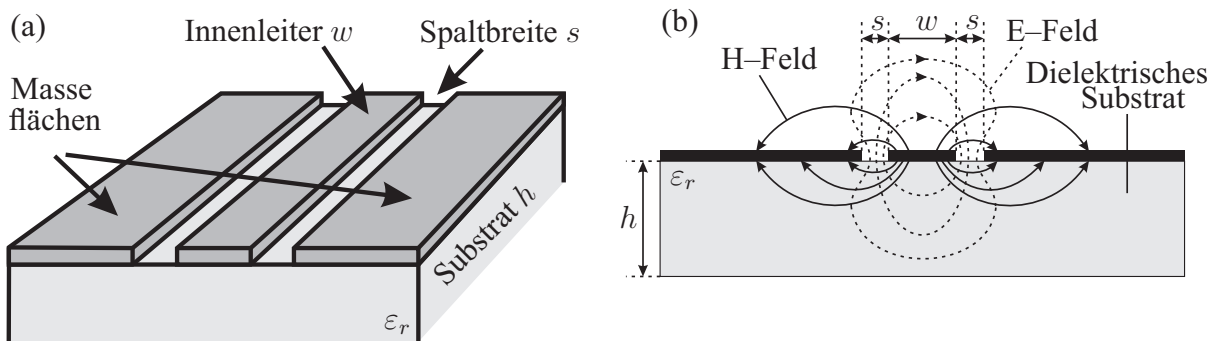 (a)
Innenleiter w
Spaltbreite s
Masse
flächen
Substrat h
εr
(b)
s w s
H–Feld
E–Feld
Dielektrisches
Substrat
εr
h